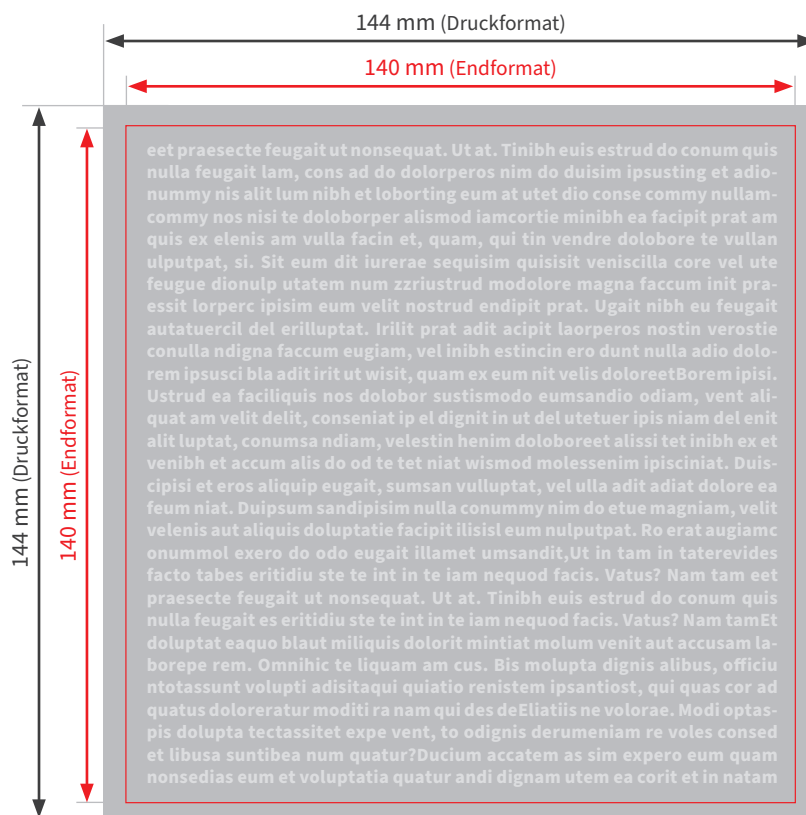 144 mm (Druckformat)
140 mm (Endformat)
144 mm (Druckformat)
140 mm (Endformat)
eet praesecte feugait ut nonsequat. Ut at. Tinibh euis estrud do conum quis
nulla feugait lam, cons ad do dolorperos nim do duisim ipsusting et adio-
nummy nis alit lum nibh et loborting eum at utet dio conse commy nullam-
commy nos nisi te doloborper alismod iamcortie minibh ea facipit prat am
quis ex elenis am vulla facin et, quam, qui tin vendre dolobore te vullan
ulputpat, si. Sit eum dit iurerae sequisim quisisit veniscilla core vel ute
feugue dionulp utatem num zzriustrud modolore magna faccum init pra-
essit lorperc ipisim eum velit nostrud endipit prat. Ugait nibh eu feugait
autatuercil del erilluptat. Irilit prat adit acipit laorperos nostin verostie
conulla ndigna faccum eugiam, vel inibh estincin ero dunt nulla adio dolo-
rem ipsusci bla adit irit ut wisit, quam ex eum nit velis doloreetBorem ipisi.
Ustrud ea faciliquis nos dolobor sustismodo eumsandio odiam, vent ali-
quat am velit delit, conseniat ip el dignit in ut del utetuer ipis niam del enit
alit luptat, conumsa ndiam, velestin henim doloboreet alissi tet inibh ex et
venibh et accum alis do od te tet niat wismod molessenim ipisciniat. Duis-
cipisi et eros aliquip eugait, sumsan vulluptat, vel ulla adit adiat dolore ea
feum niat. Duipsum sandipisim nulla conummy nim do etue magniam, velit
velenis aut aliquis doluptatie facipit ilisisl eum nulputpat. Ro erat augiamc
onummol exero do odo eugait illamet umsandit,Ut in tam in taterevides
facto tabes eritidiu ste te int in te iam nequod facis. Vatus? Nam tam eet
praesecte feugait ut nonsequat. Ut at. Tinibh euis estrud do conum quis
nulla feugait es eritidiu ste te int in te iam nequod facis. Vatus? Nam tamEt
doluptat eaquo blaut miliquis dolorit mintiat molum venit aut accusam la-
borepe rem. Omnihic te liquam am cus. Bis molupta dignis alibus, officiu
ntotassunt volupti adisitaqui quiatio renistem ipsantiost, qui quas cor ad
quatus doloreratur moditi ra nam qui des deEliatiis ne volorae. Modi optas-
pis dolupta tectassitet expe vent, to odignis derumeniam re voles consed
et libusa suntibea num quatur?Ducium accatem as sim expero eum quam
nonsedias eum et voluptatia quatur andi dignam utem ea corit et in natam